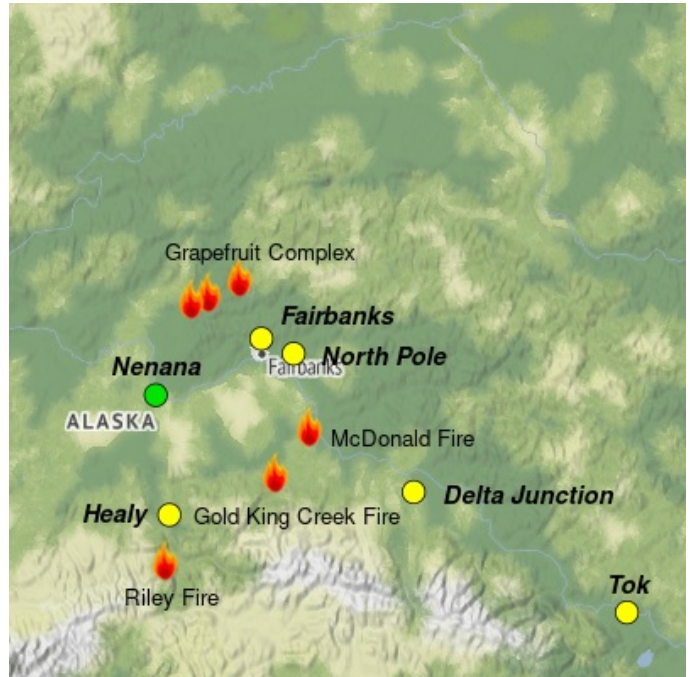 Grapefruit Complex
Fairbanks
North Pole
Fairbanks
Nenana
ALASKA
McDonald Fire
Delta Junction
Healy
Gold King Creek Fire
Riley Fire
Tok